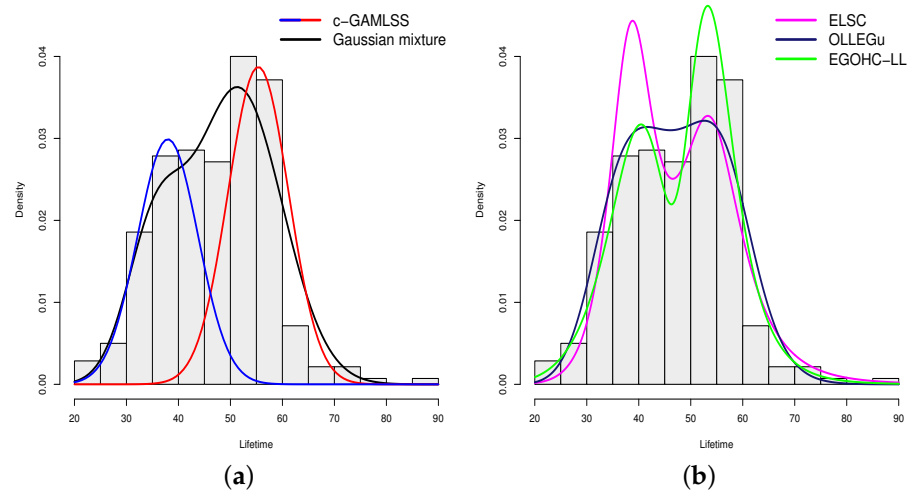 c-GAMLSS
Gaussian mixture
Density
0.00
0.01
0.02
0.03
0.04
20 30 40 50 60 70 80 90
Lifetime
(a)
ELSC
OLLEGu
EGOHC-LL
Density
0.00
0.01
0.02
0.03
0.04
20 30 40 50 60 70 80 90
Lifetime
(b)